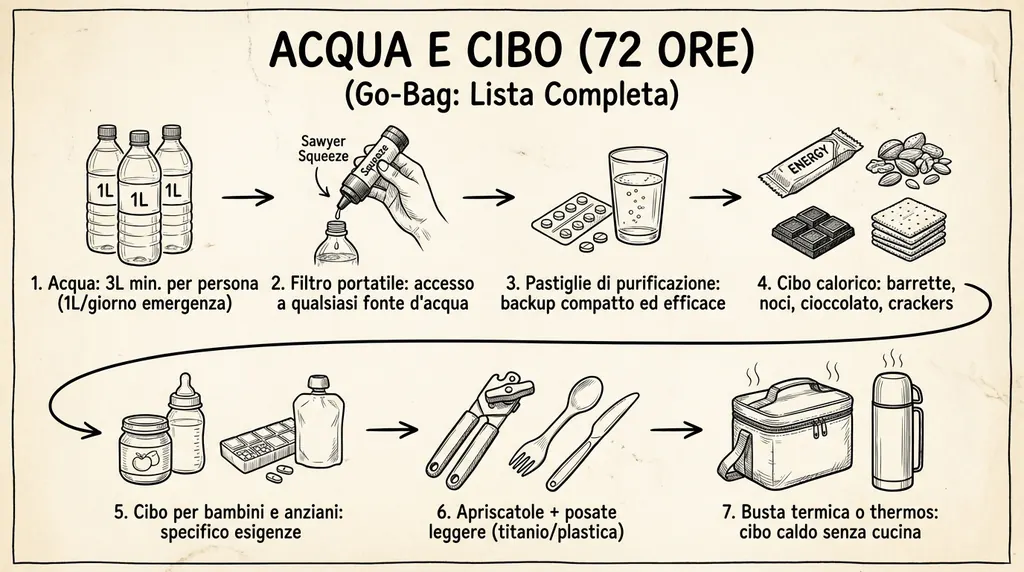 ACQUA E CIBO (72 ORE)
(Go-Bag: Lista Completa)
1L
1L
1L
Sawyer
Squeeze
Squeeze
ENERGY
1. Acqua: 3L min. per persona
(1L/giorno emergenza)
2. Filtro portatile: accesso
a qualsiasi fonte d'acqua
3. Pastiglie di purificazione:
backup compatto ed efficace
4. Cibo calorico: barrette,
noci, cioccolato, crackers
5. Cibo per bambini e anziani:
specifico esigenze
6. Apriscatole + posate
leggere (titanio/plastica)
7. Busta termica o thermos:
cibo caldo senza cucina